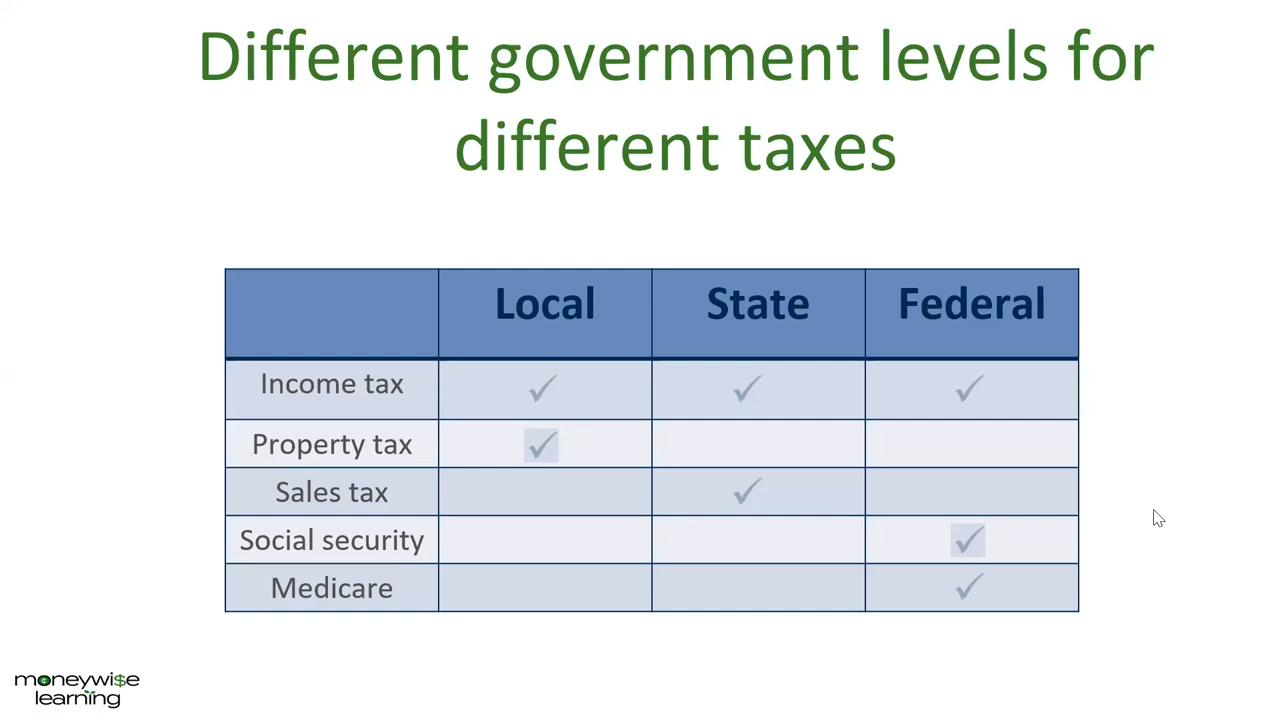 Different government levels for
different taxes
Local State Federal
Income tax ✓ ✓ ✓
Property tax ✓
Sales tax ✓
Social security ✓
Medicare ✓
moneywi$e
learning